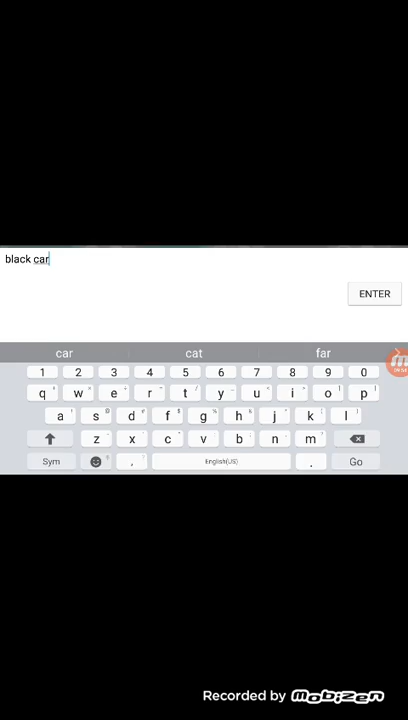 black car
ENTER
car cat far
1 2 3 4 5 6 7 8 9 0
q w e r t y u i o p
a s d f g h j k l
z x c v b n m
Sym , English(US) . Go
Recorded by Mobizen